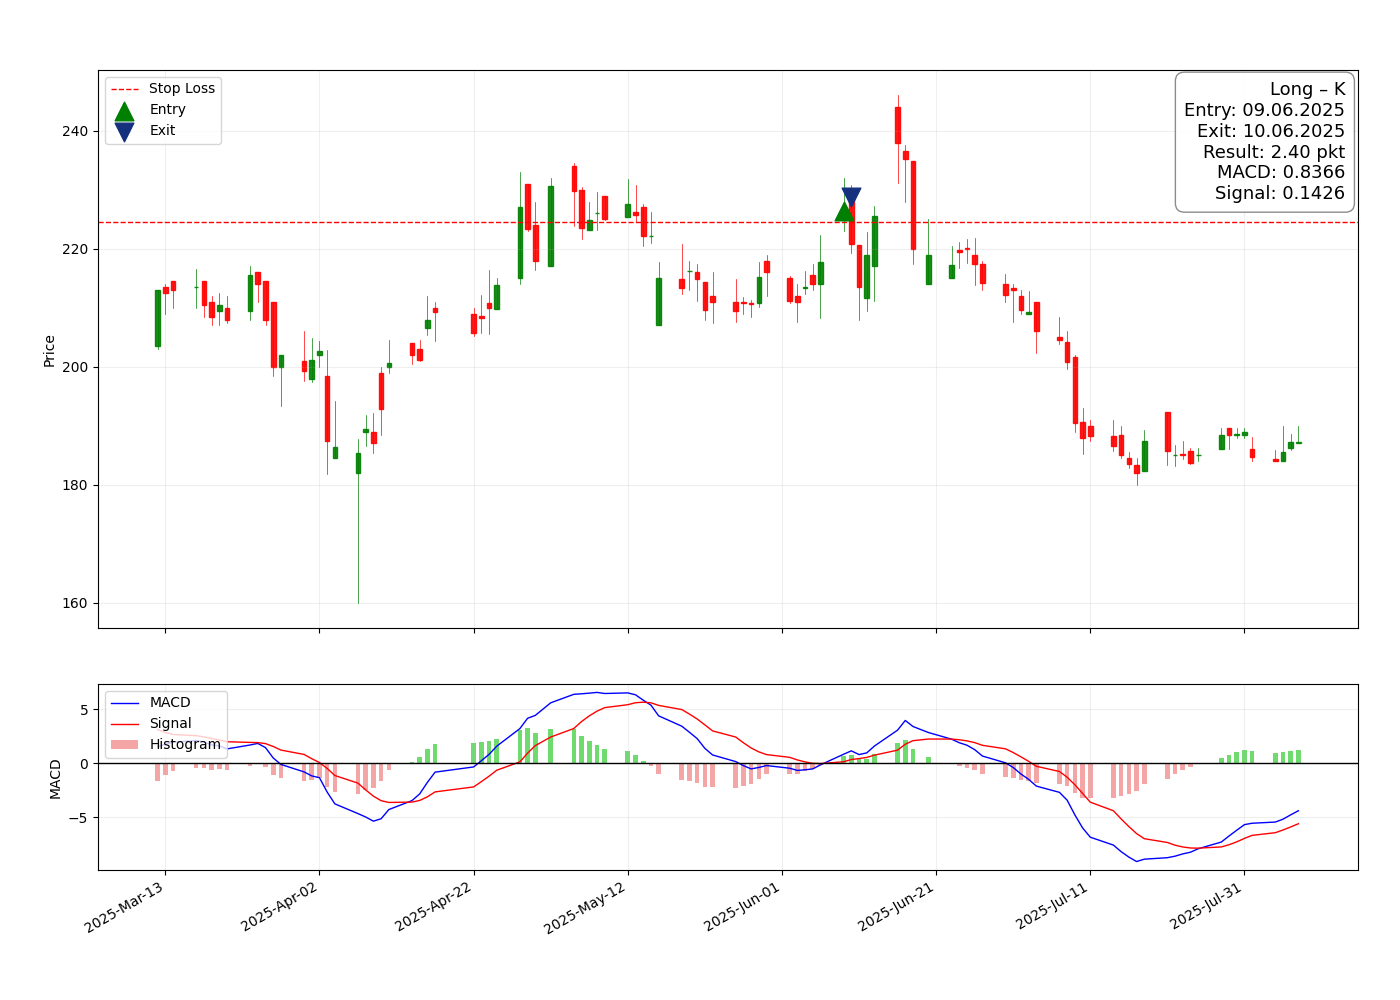 Stop Loss
Entry
Exit
Long – K
Entry: 09.06.2025
Exit: 10.06.2025
Result: 2.40 pkt
MACD: 0.8366
Signal: 0.1426
Price
240
220
200
180
160
MACD
Signal
Histogram
MACD
5
0
−5
2025-Mar-13
2025-Apr-02
2025-Apr-22
2025-May-12
2025-Jun-01
2025-Jun-21
2025-Jul-11
2025-Jul-31